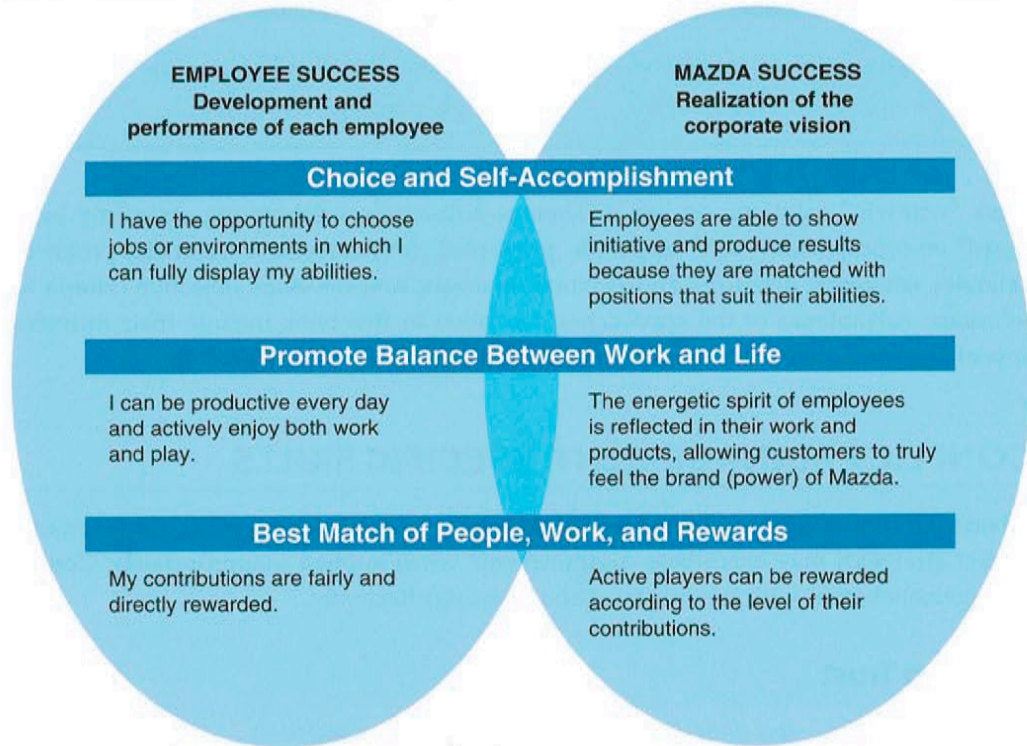 EMPLOYEE SUCCESS
Development and
performance of each employee
MAZDA SUCCESS
Realization of the
corporate vision
Choice and Self-Accomplishment
I have the opportunity to choose
jobs or environments in which I
can fully display my abilities.
Employees are able to show
initiative and produce results
because they are matched with
positions that suit their abilities.
Promote Balance Between Work and Life
I can be productive every day
and actively enjoy both work
and play.
The energetic spirit of employees
is reflected in their work and
products, allowing customers to truly
feel the brand (power) of Mazda.
Best Match of People, Work, and Rewards
My contributions are fairly and
directly rewarded.
Active players can be rewarded
according to the level of their
contributions.